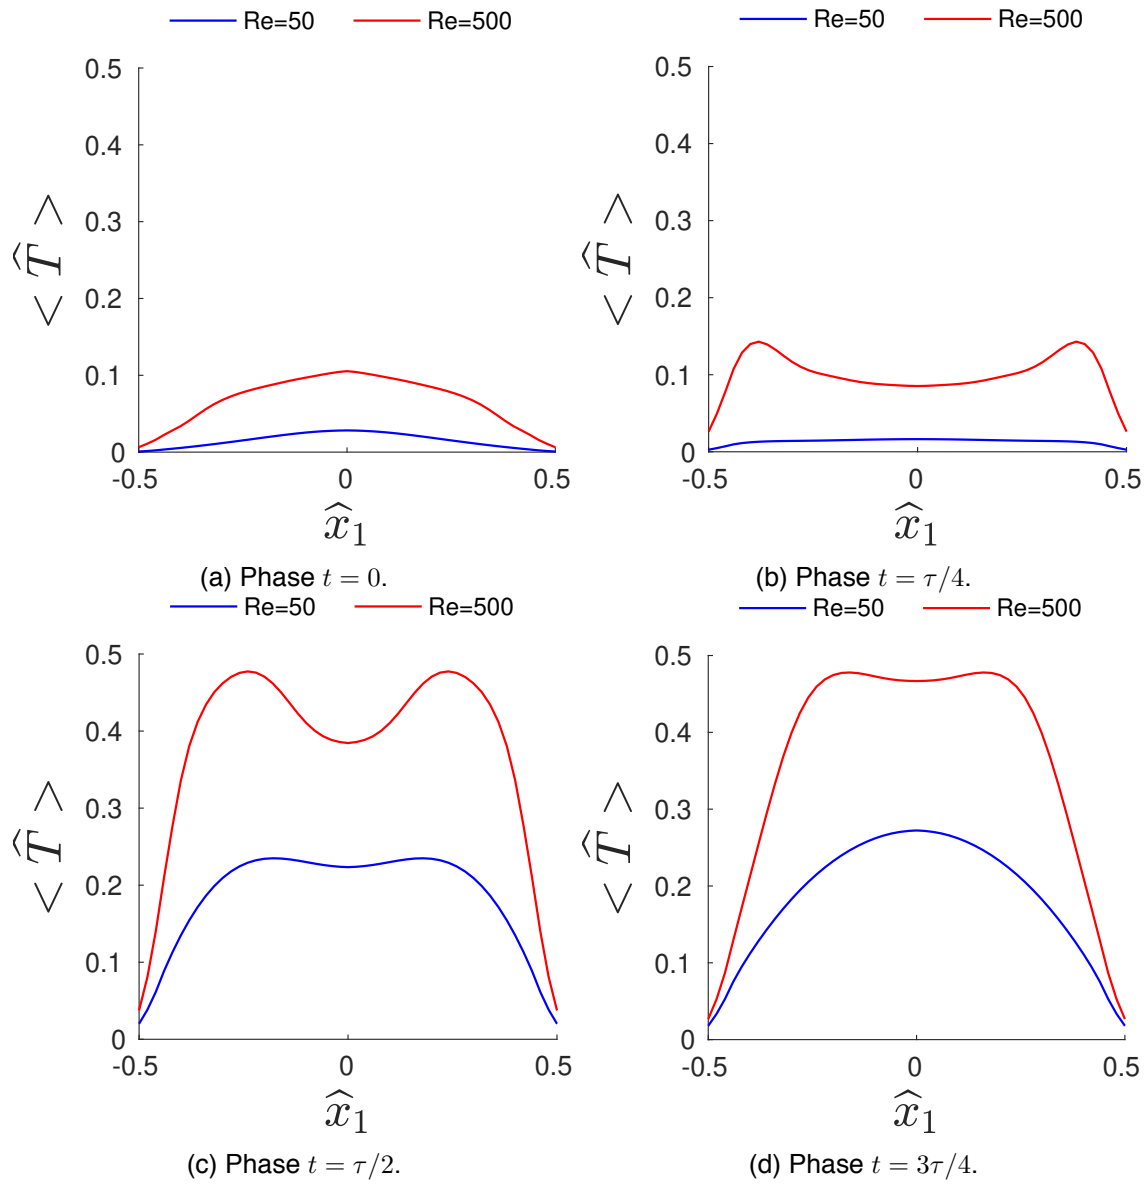 Re=50 Re=500
0.5
0.4
0.3
0.2
0.1
0
-0.5 0 0.5
< T̂ >
x̂₁
(a) Phase t = 0.
Re=50 Re=500
0.5
0.4
0.3
0.2
0.1
0
-0.5 0 0.5
< T̂ >
x̂₁
(b) Phase t = τ/4.
Re=50 Re=500
0.5
0.4
0.3
0.2
0.1
0
-0.5 0 0.5
< T̂ >
x̂₁
(c) Phase t = τ/2.
Re=50 Re=500
0.5
0.4
0.3
0.2
0.1
0
-0.5 0 0.5
< T̂ >
x̂₁
(d) Phase t = 3τ/4.